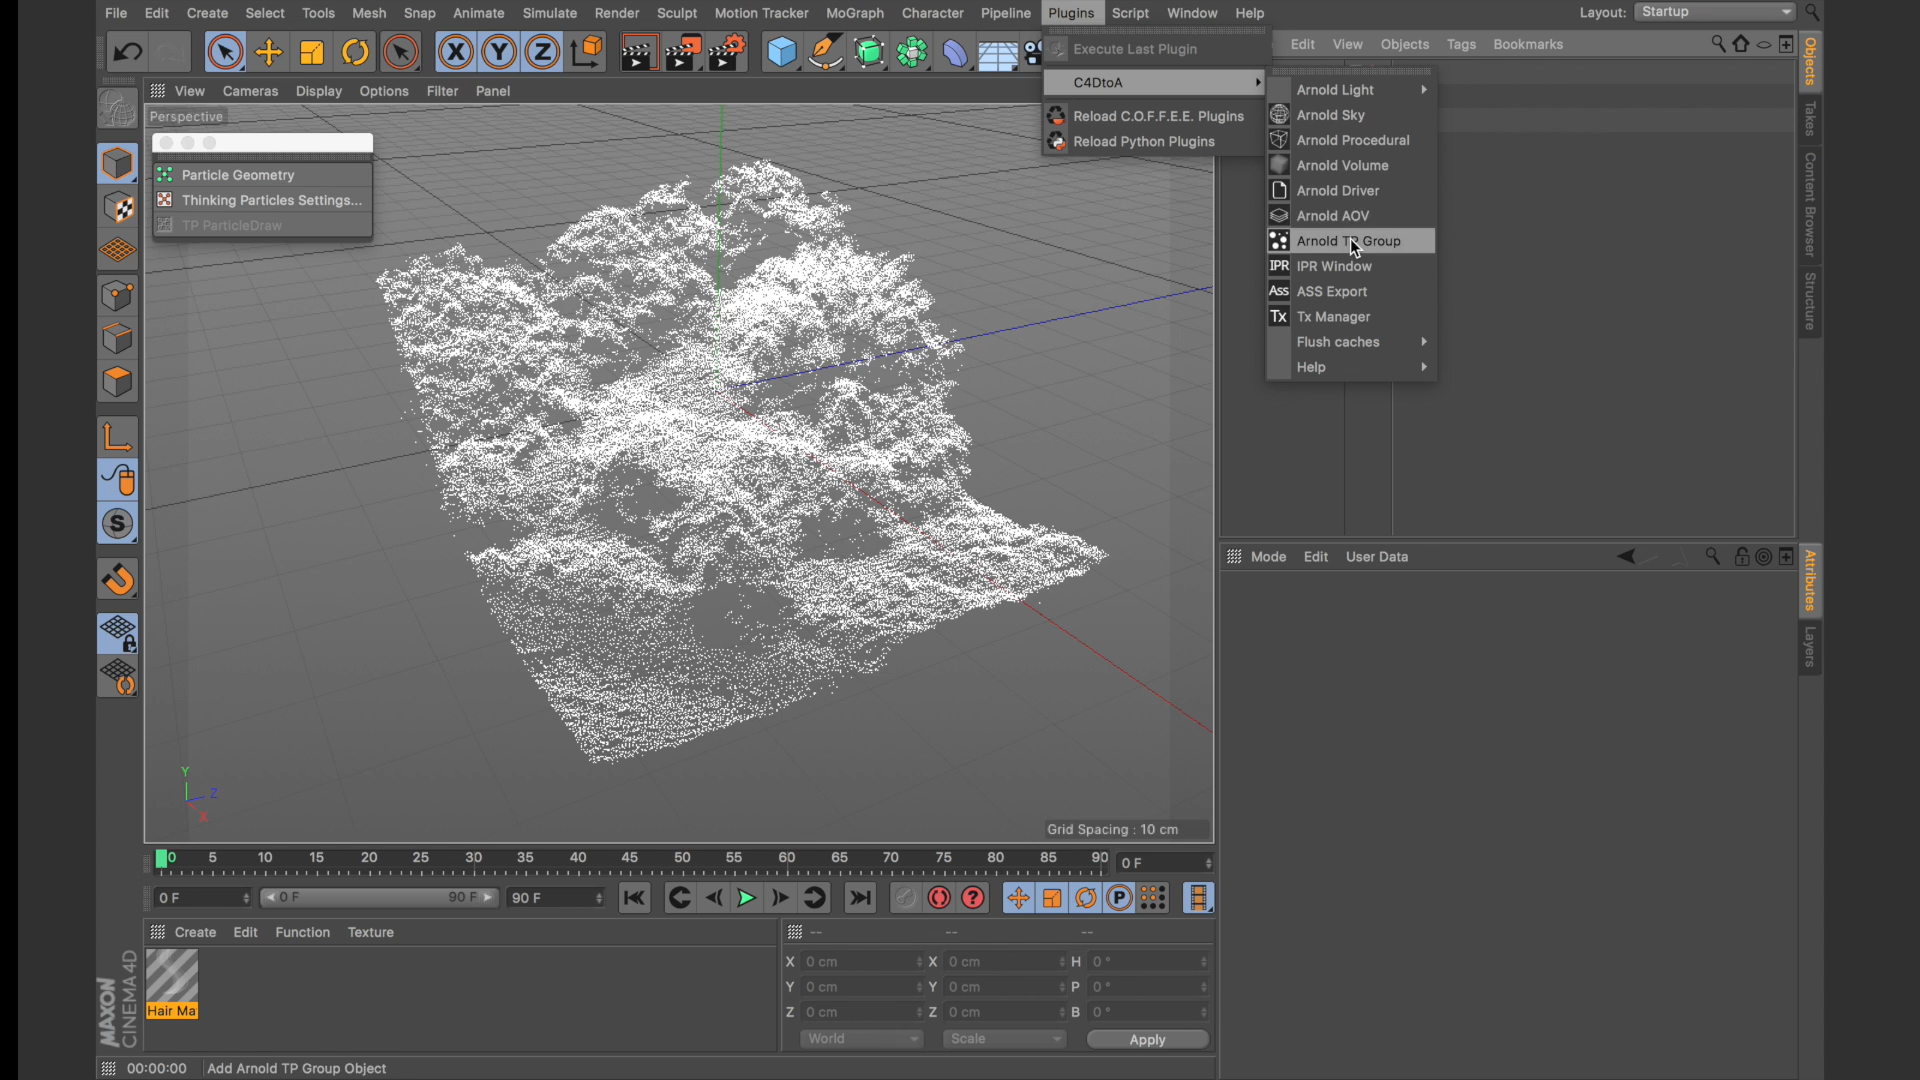 File Edit Create Select Tools Mesh Snap Animate Simulate Render Sculpt Motion Tracker MoGraph Character Pipeline Plugins Script Window Help
Layout: Startup
X Y Z
Execute Last Plugin
C4DtoA
Reload C.O.F.F.E.E. Plugins
Reload Python Plugins
Arnold Light
Arnold Sky
Arnold Procedural
Arnold Volume
Arnold Driver
Arnold AOV
Arnold TP Group
IPR IPR Window
Ass ASS Export
Tx Tx Manager
Flush caches
Help
Edit View Objects Tags Bookmarks
Objects
Takes
Content Browser
Structure
View Cameras Display Options Filter Panel
Perspective
Particle Geometry
Thinking Particles Settings...
TP ParticleDraw
S
Y
Z
X
Grid Spacing : 10 cm
Mode Edit User Data
Attributes
Layers
0 5 10 15 20 25 30 35 40 45 50 55 60 65 70 75 80 85 90
0 F
0 F 0 F 90 F 90 F
P
Create Edit Function Texture
Hair Ma
-- -- --
X 0 cm X 0 cm H 0 °
Y 0 cm Y 0 cm P 0 °
Z 0 cm Z 0 cm B 0 °
World Scale Apply
MAXON
CINEMA 4D
00:00:00 Add Arnold TP Group Object